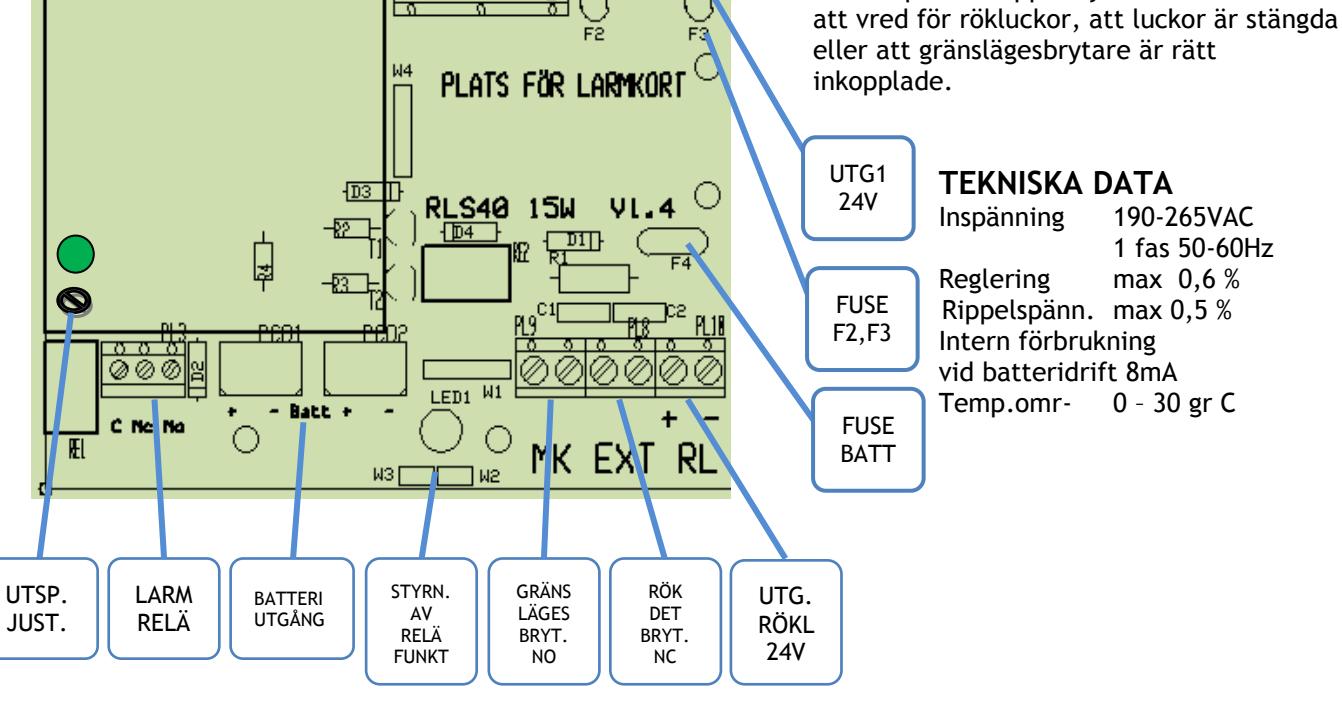 att vred för rökluckor, att luckor är stängda
eller att gränslägesbrytare är rätt
inkopplade.
F2
F3
W4
PLATS FÖR LARMKORT
UTG1
24V
TEKNISKA DATA
Inspänning 190-265VAC
1 fas 50-60Hz
Reglering max 0,6 %
Rippelspänn. max 0,5 %
Intern förbrukning
vid batteridrift 8mA
Temp.omr- 0 – 30 gr C
D3
RLS40 15W V1.4
R2
T1
D4
RE2
D1
R1
F4
R4
R3
T2
FUSE
F2,F3
C1
C2
PL3
PL9
PL8
PL10
D2
FUSE
BATT
LED1
W1
+ - Batt + -
+ -
C Nc No
RE1
MK EXT RL
W3
W2
UTSP.
JUST.
LARM
RELÄ
BATTERI
UTGÅNG
STYRN.
AV
RELÄ
FUNKT
GRÄNS
LÄGES
BRYT.
NO
RÖK
DET
BRYT.
NC
UTG.
RÖKL
24V